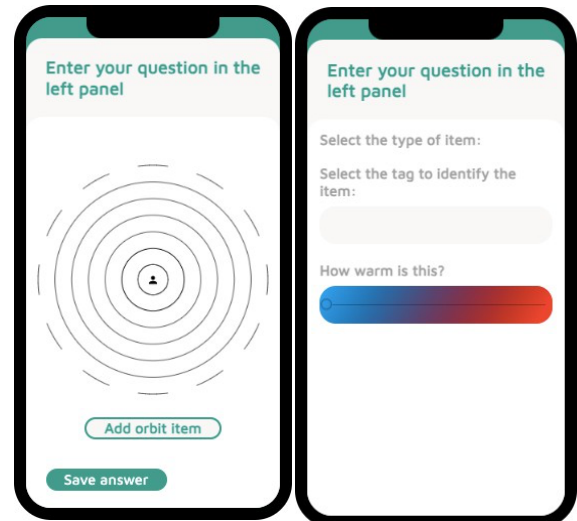 Enter your question in the
left panel
Add orbit item
Save answer
Enter your question in the
left panel
Select the type of item:
Select the tag to identify the
item:
How warm is this?